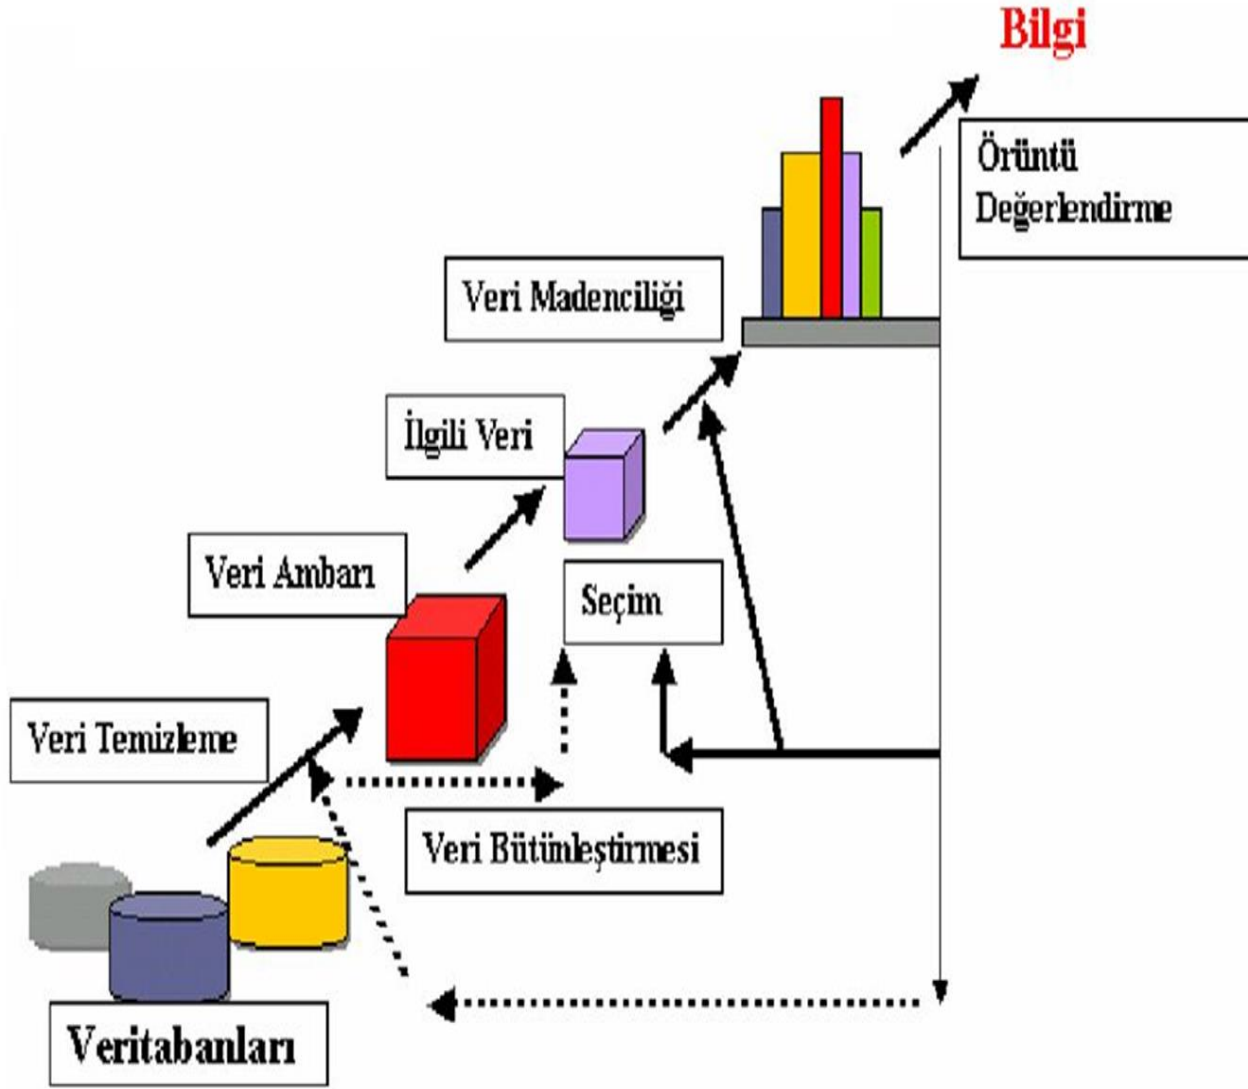 Bilgi
Örüntü
Değerlendirme
Veri Madenciliği
İlgili Veri
Veri Ambarı
Seçim
Veri Temizleme
Veri Bütünleştirmesi
Veritabanları